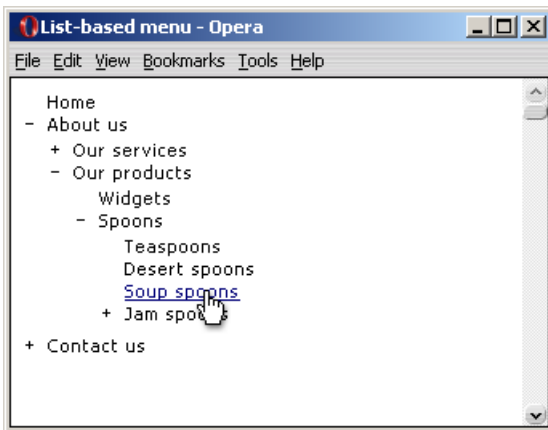 List-based menu - Opera
File Edit View Bookmarks Tools Help
Home
- About us
+ Our services
- Our products
Widgets
- Spoons
Teaspoons
Desert spoons
Soup spoons
+ Jam spoons
+ Contact us